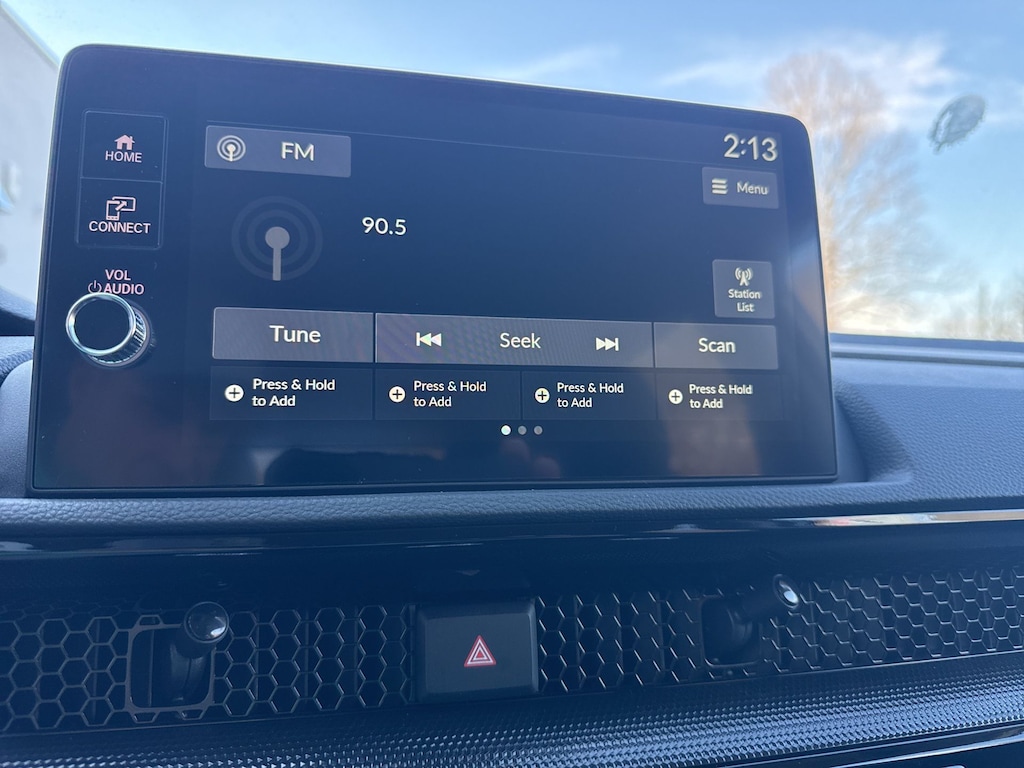 HOME
CONNECT
VOL
AUDIO
FM
2:13
Menu
90.5
Station
List
Tune
Seek
Scan
Press & Hold
to Add
Press & Hold
to Add
Press & Hold
to Add
Press & Hold
to Add